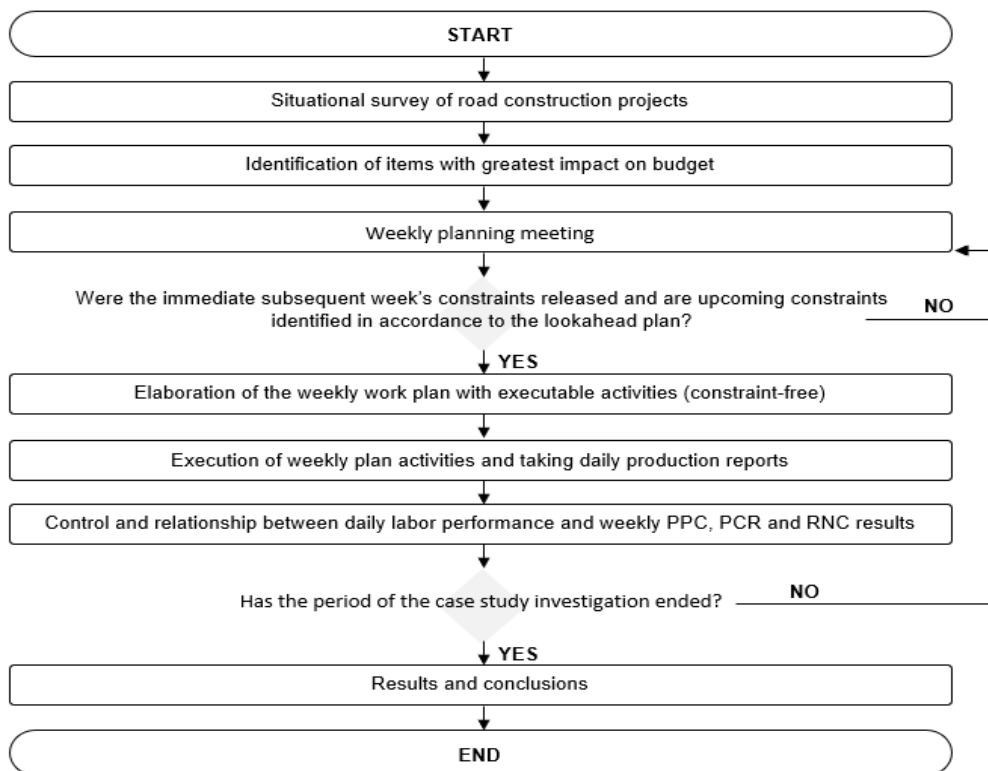 START
Situational survey of road construction projects
Identification of items with greatest impact on budget
Weekly planning meeting
Were the immediate subsequent week's constraints released and are upcoming constraints
identified in accordance to the lookahead plan?
NO
YES
Elaboration of the weekly work plan with executable activities (constraint-free)
Execution of weekly plan activities and taking daily production reports
Control and relationship between daily labor performance and weekly PPC, PCR and RNC results
Has the period of the case study investigation ended?
NO
YES
Results and conclusions
END